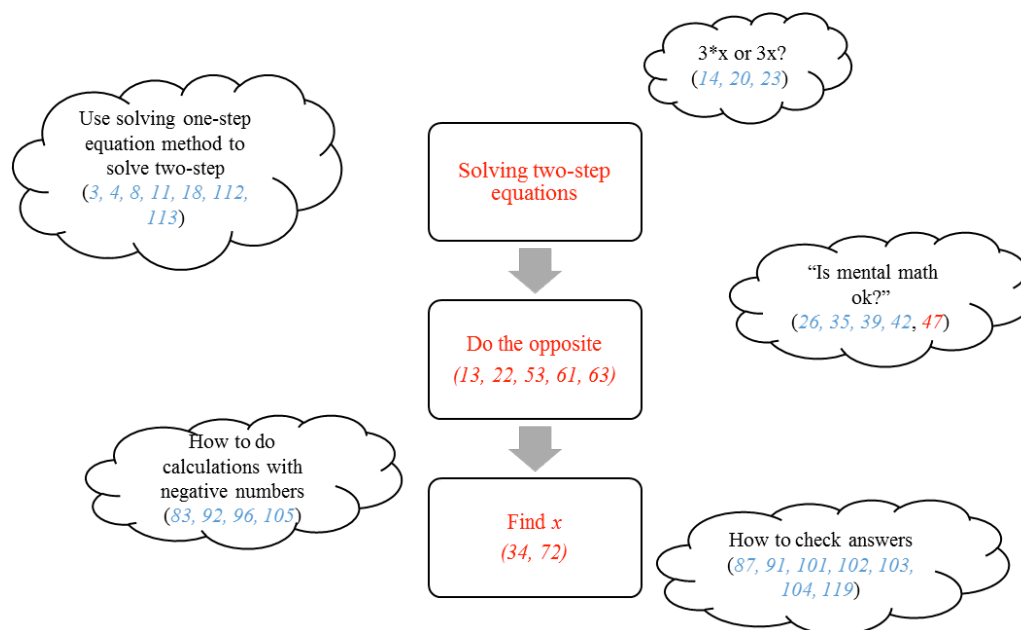 3*x or 3x?
(14, 20, 23)
Use solving one-step
equation method to
solve two-step
(3, 4, 8, 11, 18, 112,
113)
Solving two-step
equations
“Is mental math
ok?”
(26, 35, 39, 42, 47)
Do the opposite
(13, 22, 53, 61, 63)
How to do
calculations with
negative numbers
(83, 92, 96, 105)
Find x
(34, 72)
How to check answers
(87, 91, 101, 102, 103,
104, 119)